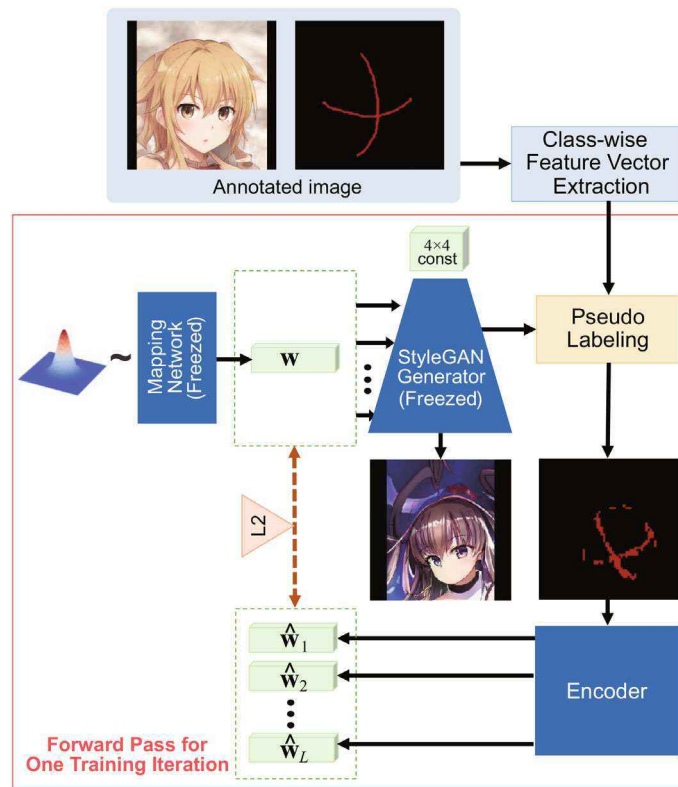 Annotated image
Class-wise
Feature Vector
Extraction
4×4
const
Mapping
Network
(Freezed)
~
w
StyleGAN
Generator
(Freezed)
Pseudo
Labeling
L2
ŵ1
ŵ2
ŵL
Encoder
Forward Pass for
One Training Iteration